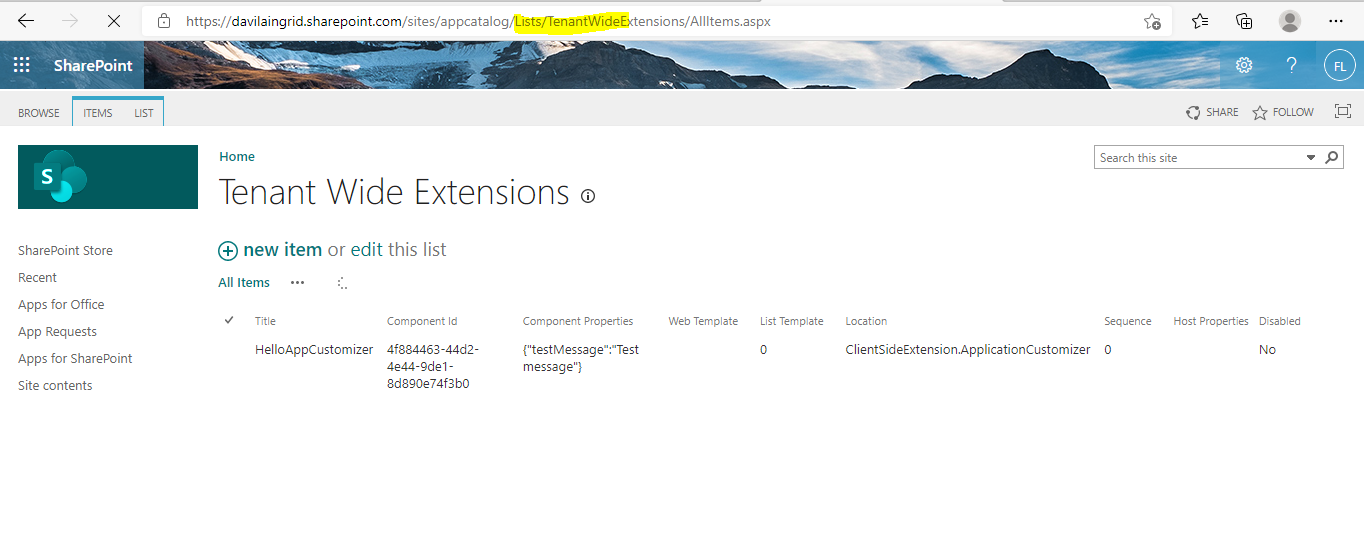 https://davilaingrid.sharepoint.com/sites/appcatalog/Lists/TenantWideExtensions/AllItems.aspx
SharePoint
?
FL
BROWSE ITEMS LIST
SHARE FOLLOW
S
Home
Search this site
Tenant Wide Extensions
new item or edit this list
SharePoint Store
Recent
Apps for Office
App Requests
Apps for SharePoint
Site contents
All Items ...
Title Component Id Component Properties Web Template List Template Location Sequence Host Properties Disabled
HelloAppCustomizer 4f884463-44d2- {"testMessage":"Test 0 ClientSideExtension.ApplicationCustomizer 0 No
4e44-9de1- message"}
8d890e74f3b0